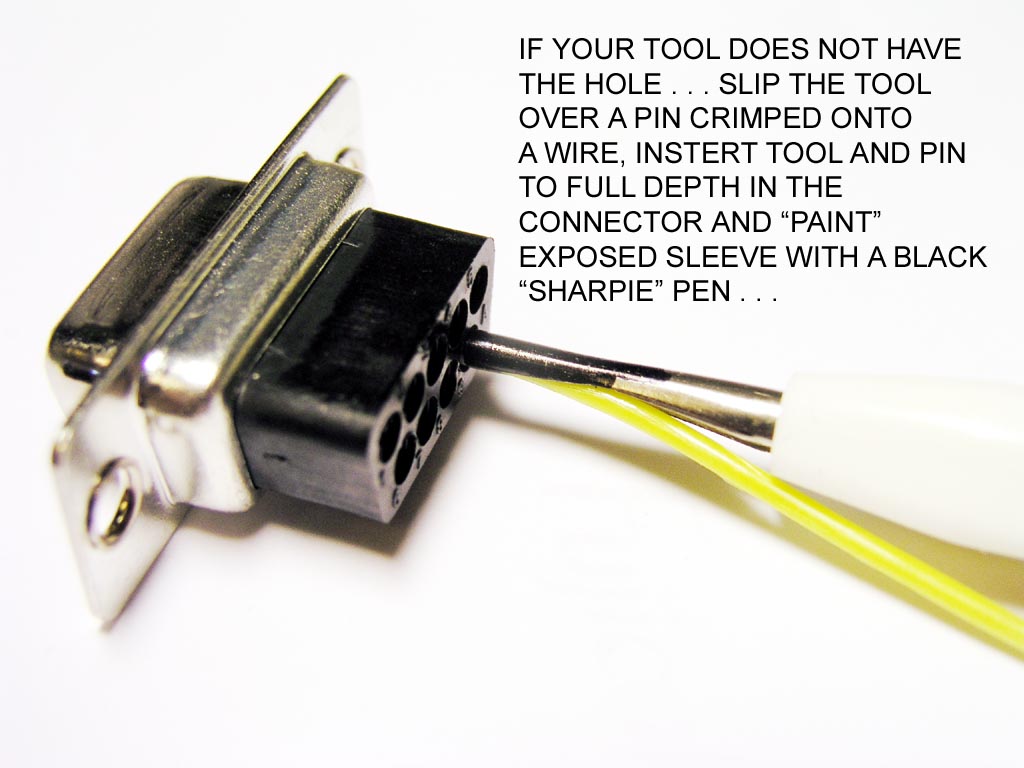 IF YOUR TOOL DOES NOT HAVE
THE HOLE . . . SLIP THE TOOL
OVER A PIN CRIMPED ONTO
A WIRE, INSTERT TOOL AND PIN
TO FULL DEPTH IN THE
CONNECTOR AND “PAINT”
EXPOSED SLEEVE WITH A BLACK
“SHARPIE” PEN . . .